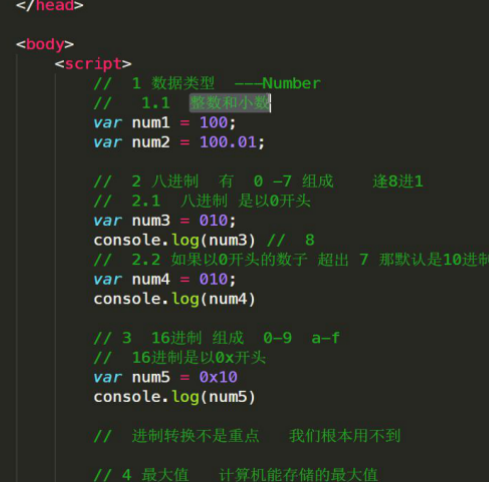 </head>
<body>
<script>
// 1 数据类型 ---Number
// 1.1 整数和小数
var num1 = 100;
var num2 = 100.01;
// 2 八进制 有 0 -7 组成 逢8进1
// 2.1 八进制 是以0开头
var num3 = 010;
console.log(num3) // 8
// 2.2 如果以0开头的数子 超出 7 那默认是10进制
var num4 = 010;
console.log(num4)
// 3 16进制 组成 0-9 a-f
// 16进制是以0x开头
var num5 = 0x10
console.log(num5)
// 进制转换不是重点 我们根本用不到
// 4 最大值 计算机能存储的最大值